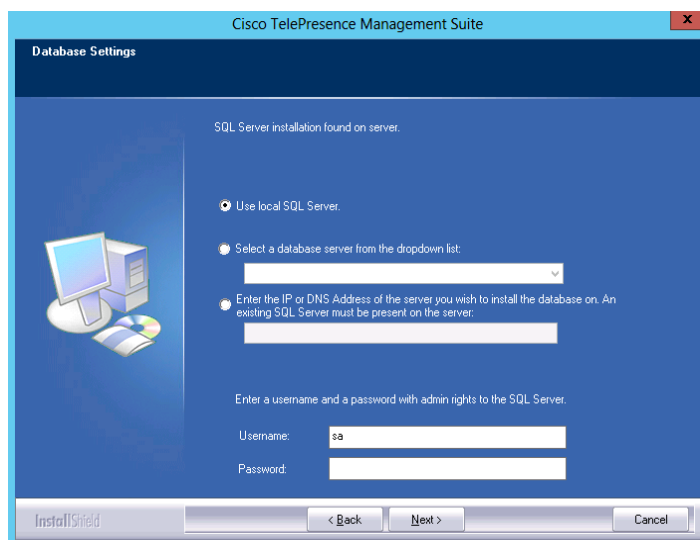 Cisco TelePresence Management Suite
x
Database Settings
SQL Server installation found on server.
Use local SQL Server.
Select a database server from the dropdown list:
Enter the IP or DNS Address of the server you wish to install the database on. An
existing SQL Server must be present on the server:
Enter a username and a password with admin rights to the SQL Server.
Username:
sa
Password:
InstallShield
< Back
Next >
Cancel